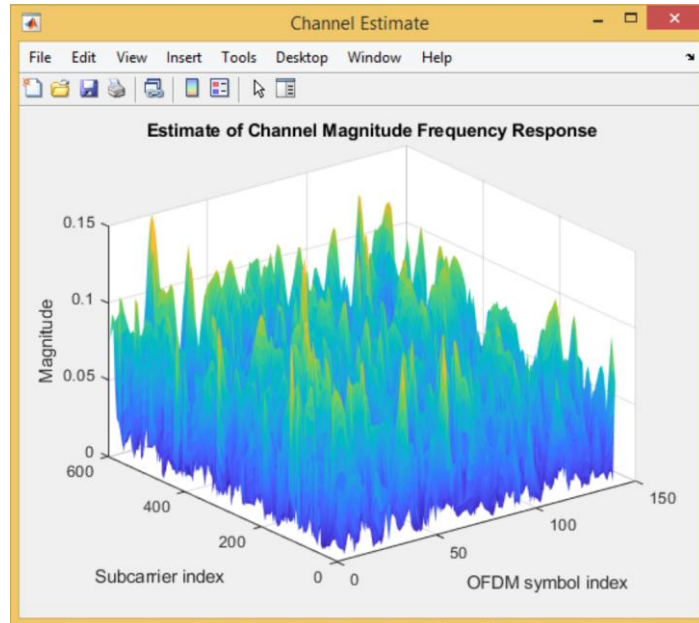 Channel Estimate
File Edit View Insert Tools Desktop Window Help
Estimate of Channel Magnitude Frequency Response
0.15
0.1
0.05
0
Magnitude
600
400
200
0
Subcarrier index
0
50
100
150
OFDM symbol index